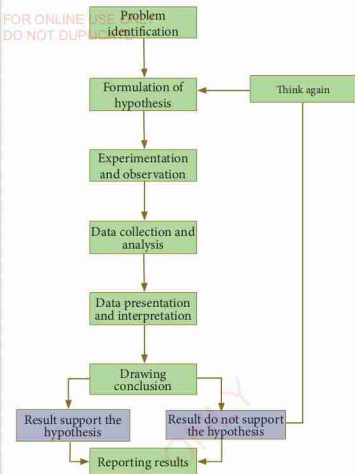 FOR ONLINE USE ONLY
DO NOT DUPLICATE
Problem
identification
Formulation of
hypothesis
Think again
Experimentation
and observation
Data collection and
analysis
Data presentation
and interpretation
Drawing
conclusion
Result support the
hypothesis
Result do not support
the hypothesis
Reporting results
ONLY